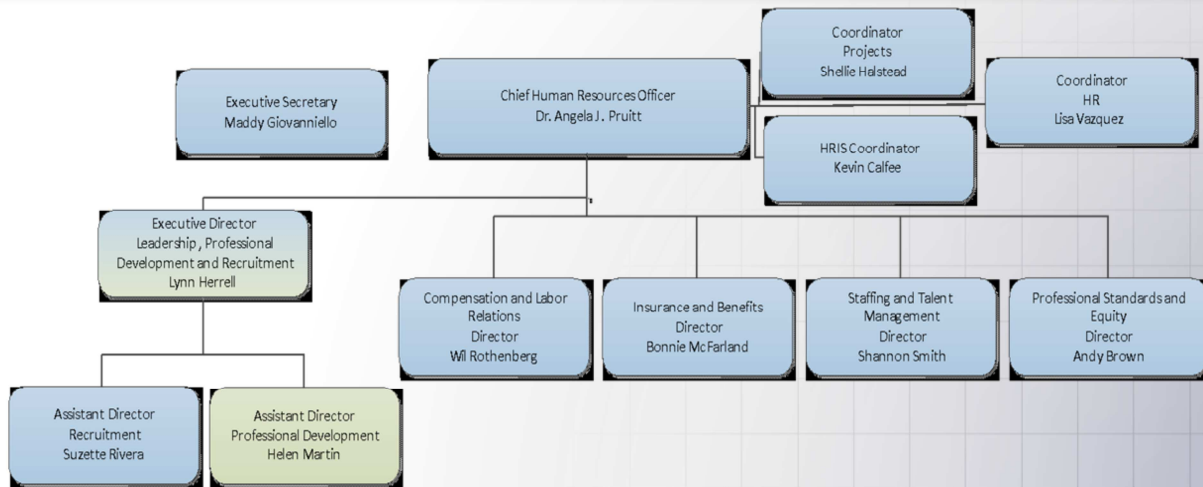 Coordinator
Projects
Shellie Halstead
Executive Secretary
Maddy Giovanniello
Chief Human Resources Officer
Dr. Angela J. Pruitt
Coordinator
HR
Lisa Vazquez
HRIS Coordinator
Kevin Calfee
Executive Director
Leadership, Professional
Development and Recruitment
Lynn Herrell
Compensation and Labor
Relations
Director
Wil Rothenberg
Insurance and Benefits
Director
Bonnie McFarland
Staffing and Talent
Management
Director
Shannon Smith
Professional Standards and
Equity
Director
Andy Brown
Assistant Director
Recruitment
Suzette Rivera
Assistant Director
Professional Development
Helen Martin